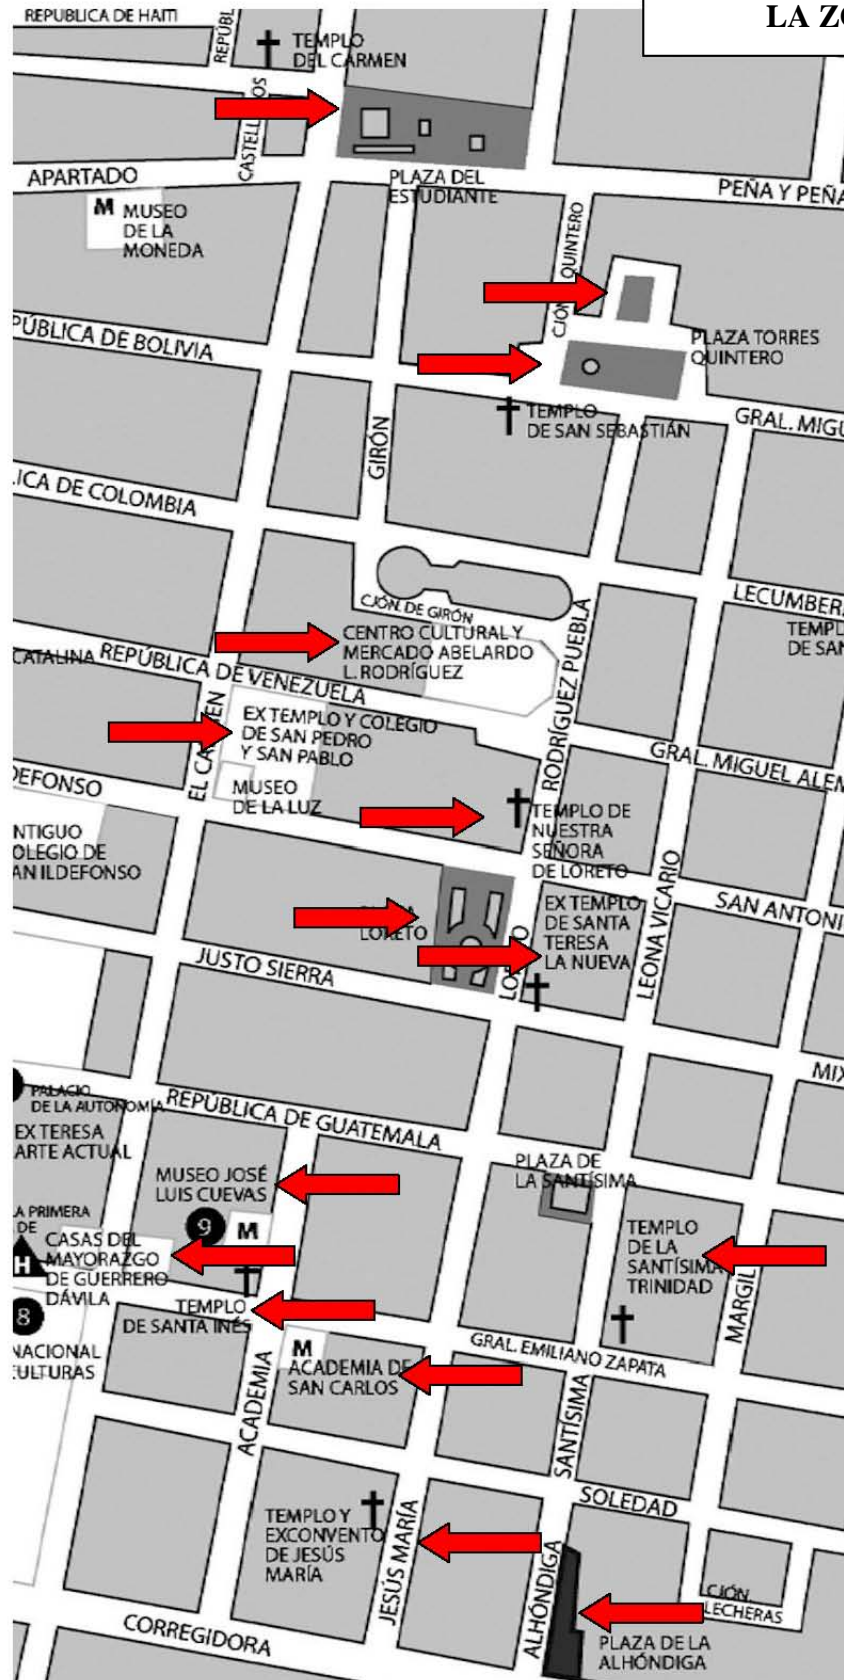 LA ZO
REPUBLICA DE HAITI
REPÚBL
TEMPLO
DEL CARMEN
CASTELL OS
APARTADO
PLAZA DEL
ESTUDIANTE
PEÑA Y PEÑA
M MUSEO
DE LA
MONEDA
CJÓN QUINTERO
PÚBLICA DE BOLIVIA
PLAZA TORRES
QUINTERO
TEMPLO
DE SAN SEBASTIÁN
GRAL. MIGU
GIRÓN
LICA DE COLOMBIA
CJÓN. DE GIRÓN
LECUMBER
TEMPL
DE SAN
CENTRO CULTURAL Y
MERCADO ABELARDO
L. RODRÍGUEZ
RODRÍGUEZ PUEBLA
CATALINA
REPÚBLICA DE VENEZUELA
EX TEMPLO Y COLEGIO
DE SAN PEDRO
Y SAN PABLO
EL CA EN
GRAL. MIGUEL ALEM
DEFONSO
MUSEO
DE LA LUZ
TEMPLO DE
NUESTRA
SEÑORA
DE LORETO
NTIGUO
OLEGIO DE
AN ILDEFONSO
LEONA VICARIO
SAN ANTONI
EX TEMPLO
DE SANTA
TERESA
LA NUEVA
LORETO
LO O
JUSTO SIERRA
MIX
PALACIO
DE LA AUTONOMÍA
REPÚBLICA DE GUATEMALA
EX TERESA
ARTE ACTUAL
PLAZA DE
LA SANTÍSIMA
MUSEO JOSÉ
LUIS CUEVAS
9 M
A PRIMERA
DE
H
CASAS DEL
MAYORAZGO
DE GUERRERO
DÁVILA
TEMPLO
DE LA
SANTÍSIMA
TRINIDAD
MARGIL
8
TEMPLO
DE SANTA INÉS
NACIONAL
CULTURAS
M
ACADEMIA DE
SAN CARLOS
GRAL. EMILIANO ZAPATA
ACADEMIA
SANTÍSIMA
SOLEDAD
TEMPLO Y
EXCONVENTO
DE JESÚS
MARÍA
JESÚS MARÍA
ALHÓNDIGA
CJÓN.
LECHERAS
CORREGIDORA
PLAZA DE LA
ALHÓNDIGA